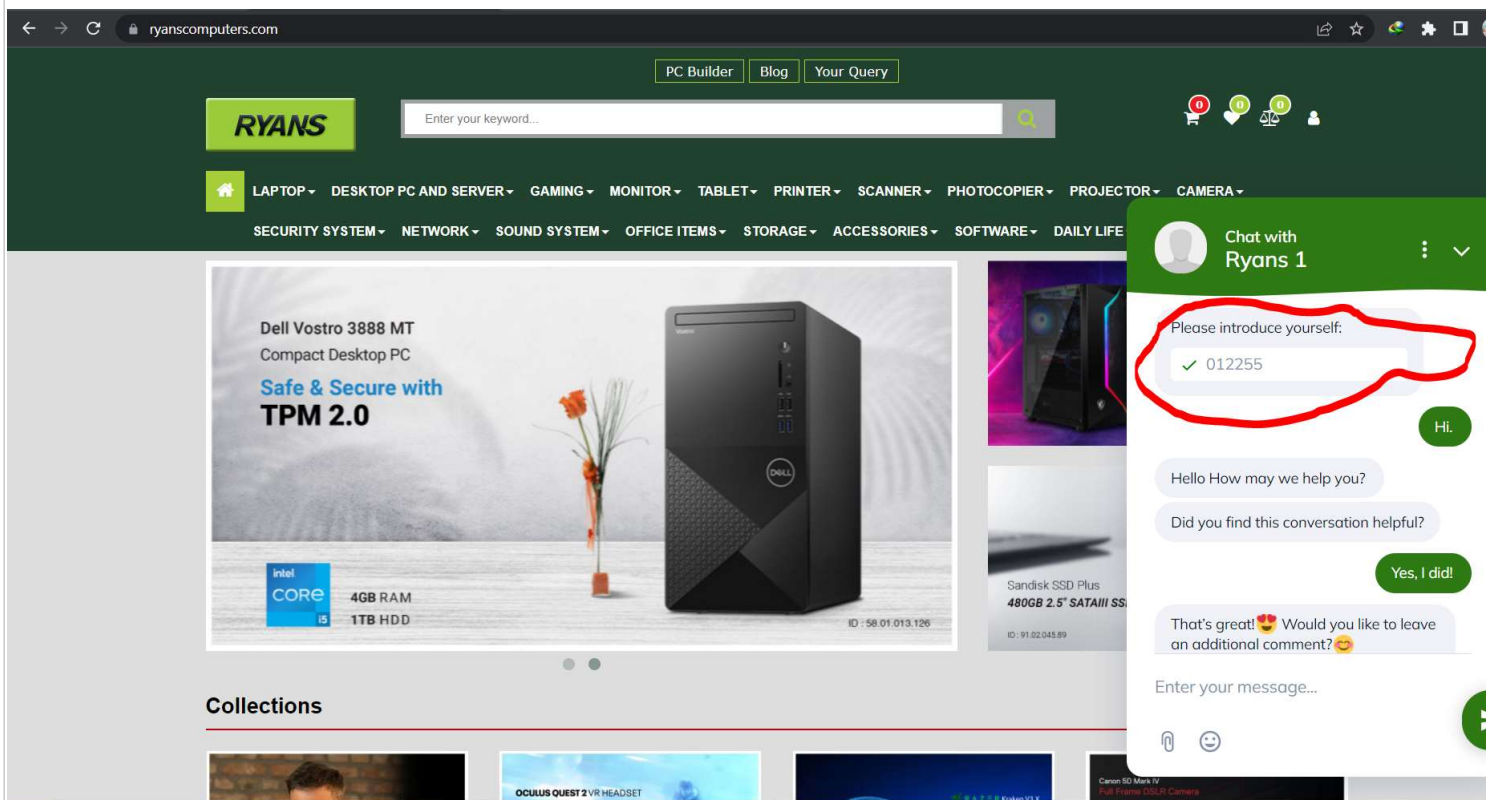 ryanscomputers.com
PC Builder Blog Your Query
RYANS
Enter your keyword...
0 0 0
LAPTOP DESKTOP PC AND SERVER GAMING MONITOR TABLET PRINTER SCANNER PHOTOCOPIER PROJECTOR CAMERA
SECURITY SYSTEM NETWORK SOUND SYSTEM OFFICE ITEMS STORAGE ACCESSORIES SOFTWARE DAILY LIFE
Dell Vostro 3888 MT
Compact Desktop PC
Safe & Secure with
TPM 2.0
Vostro
DELL
intel
CORE
i5
4GB RAM
1TB HDD
ID : 58.01.013.126
Sandisk SSD Plus
480GB 2.5" SATAIII
ID : 91.02.045.89
Collections
OCULUS QUEST 2 VR HEADSET
Kraken V3 X
Canon 5D Mark IV
Full Frame DSLR Camera
Chat with
Ryans 1
Please introduce yourself:
012255
Hi.
Hello How may we help you?
Did you find this conversation helpful?
Yes, I did!
That's great!😍 Would you like to leave
an additional comment?😊
Enter your message...